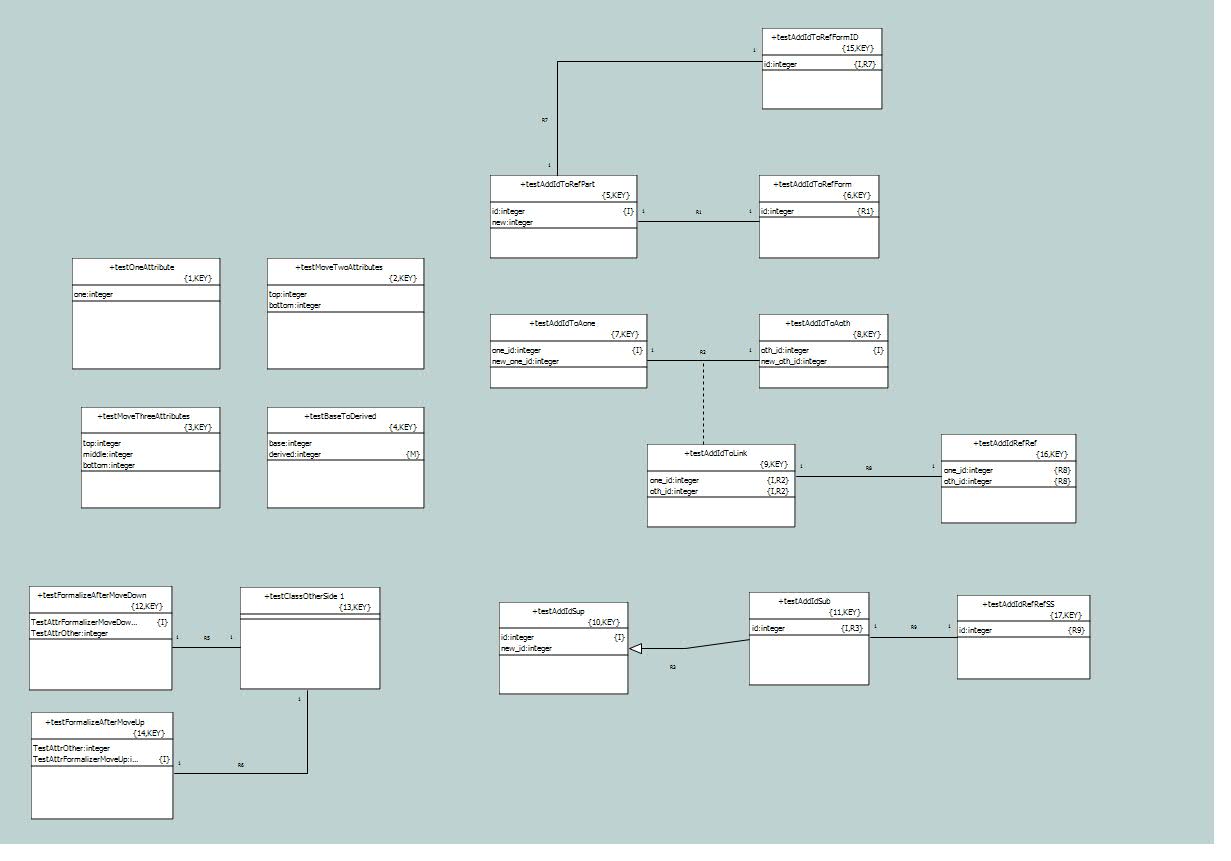 +testAddIdToRefFormID
{15,KEY}
id:integer {I,R7}
1
R7
1
+testAddIdToRefPart
{5,KEY}
id:integer {I}
new:integer
1 R1 1
+testAddIdToRefForm
{6,KEY}
id:integer {R1}
+testOneAttribute
{1,KEY}
one:integer
+testMoveTwoAttributes
{2,KEY}
top:integer
bottom:integer
+testAddIdToAone
{7,KEY}
one_id:integer {I}
new_one_id:integer
1 R2 1
+testAddIdToAoth
{8,KEY}
oth_id:integer {I}
new_oth_id:integer
+testMoveThreeAttributes
{3,KEY}
top:integer
middle:integer
bottom:integer
+testBaseToDerived
{4,KEY}
base:integer
derived:integer {M}
+testAddIdToLink
{9,KEY}
one_id:integer {I,R2}
oth_id:integer {I,R2}
1 R8 1
+testAddIdRefRef
{16,KEY}
one_id:integer {R8}
oth_id:integer {R8}
+testFormalizeAfterMoveDown
{12,KEY}
TestAttrFormalizerMoveDow... {I}
TestAttrOther:integer
1 R5 1
+testClassOtherSide 1
{13,KEY}
1
+testFormalizeAfterMoveUp
{14,KEY}
TestAttrOther:integer
TestAttrFormalizerMoveUp:i... {I}
1 R6
+testAddIdSup
{10,KEY}
id:integer {I}
new_id:integer
R3
+testAddIdSub
{11,KEY}
id:integer {I,R3}
1 R9 1
+testAddIdRefRefSS
{17,KEY}
id:integer {R9}